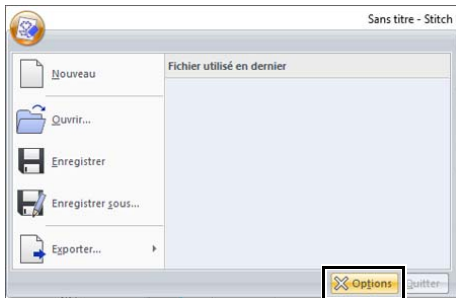 Sans titre - Stitch
Nouveau
Fichier utilisé en dernier
Ouvrir...
Enregistrer
Enregistrer sous...
Exporter...
Options
Quitter